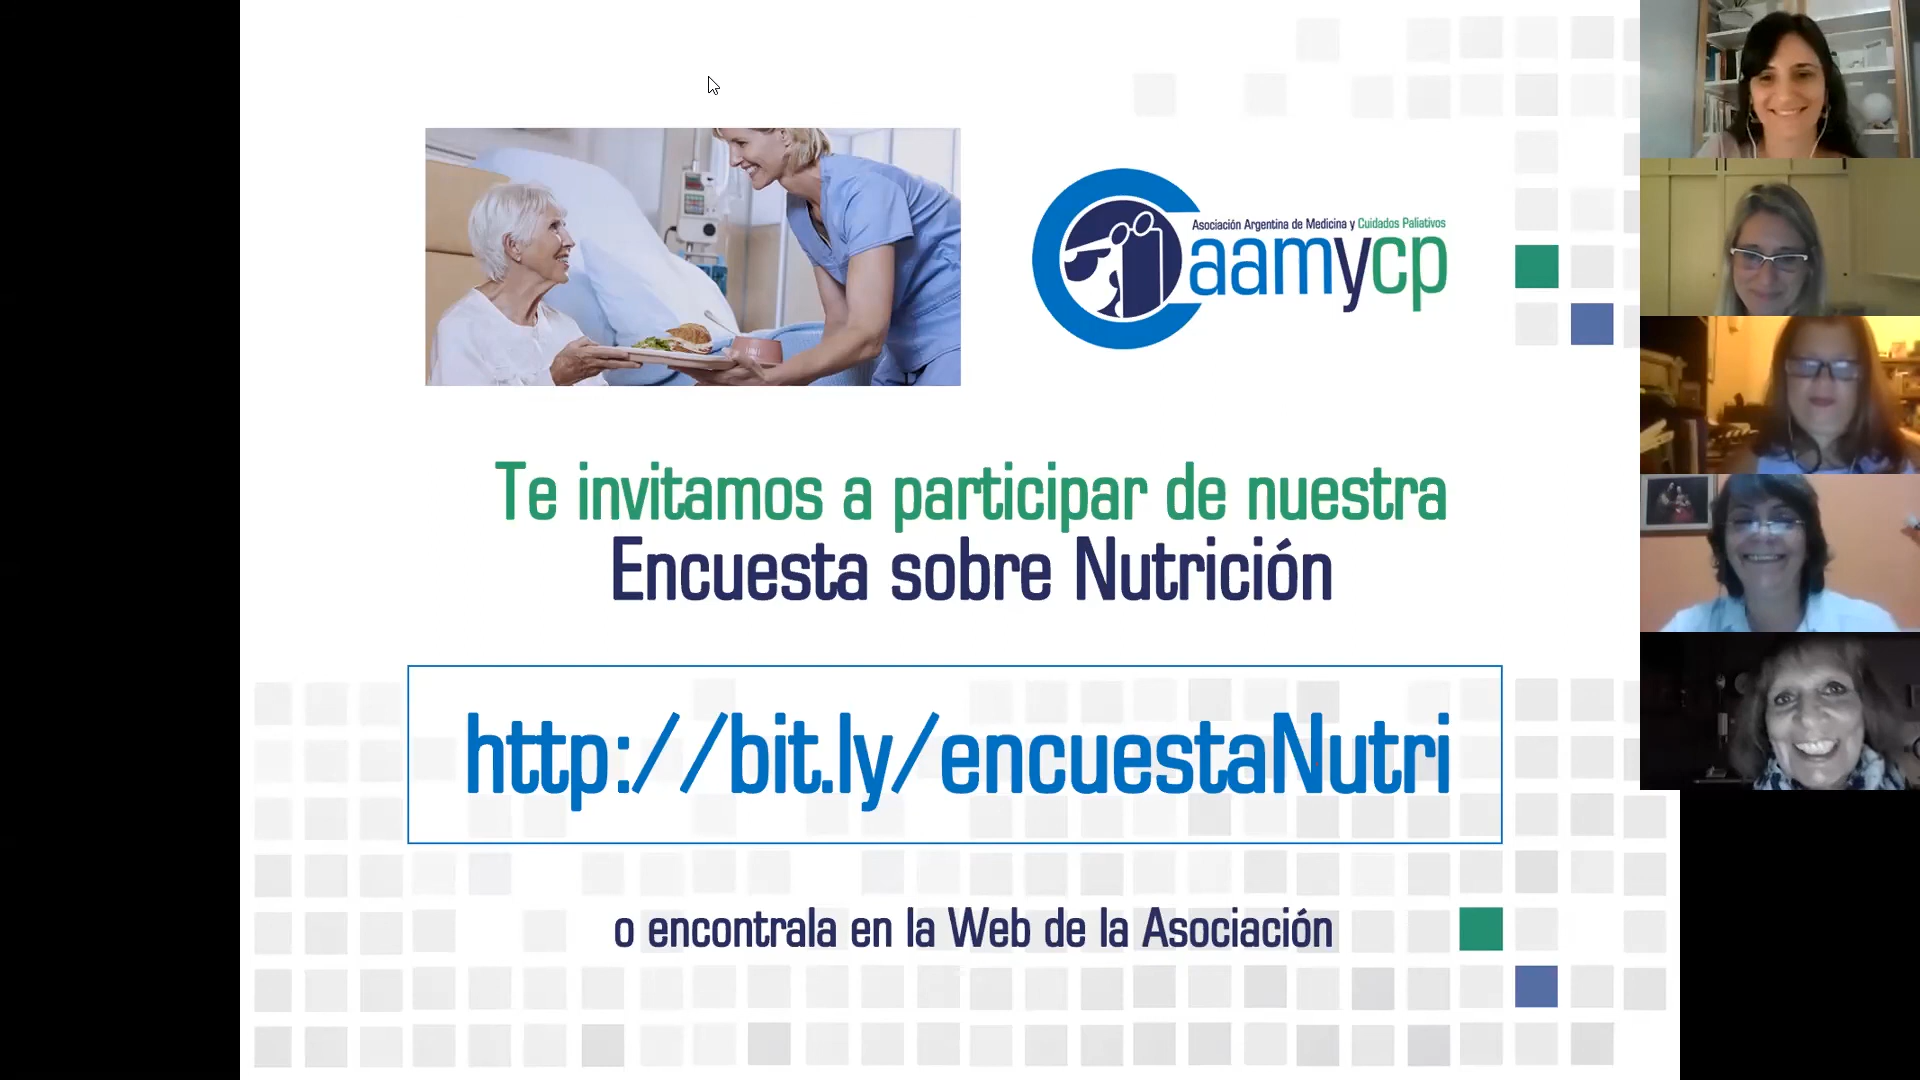 Asociación Argentina de Medicina y Cuidados Paliativos
aamycp
Te invitamos a participar de nuestra
Encuesta sobre Nutrición
http://bit.ly/encuestaNutri
o encontrala en la Web de la Asociación